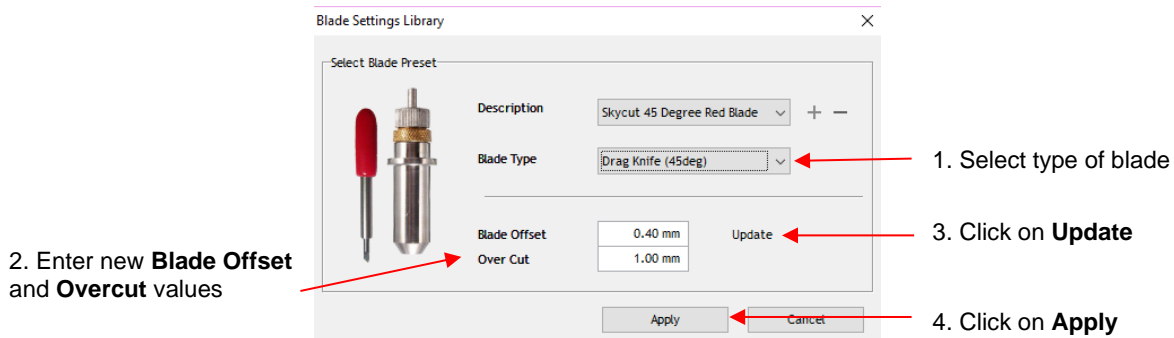 Blade Settings Library
Select Blade Preset
Description
Skycut 45 Degree Red Blade
Blade Type
Drag Knife (45deg)
1. Select type of blade
Blade Offset
0.40 mm
Update
3. Click on Update
2. Enter new Blade Offset
and Overcut values
Over Cut
1.00 mm
Apply
Cancel
4. Click on Apply